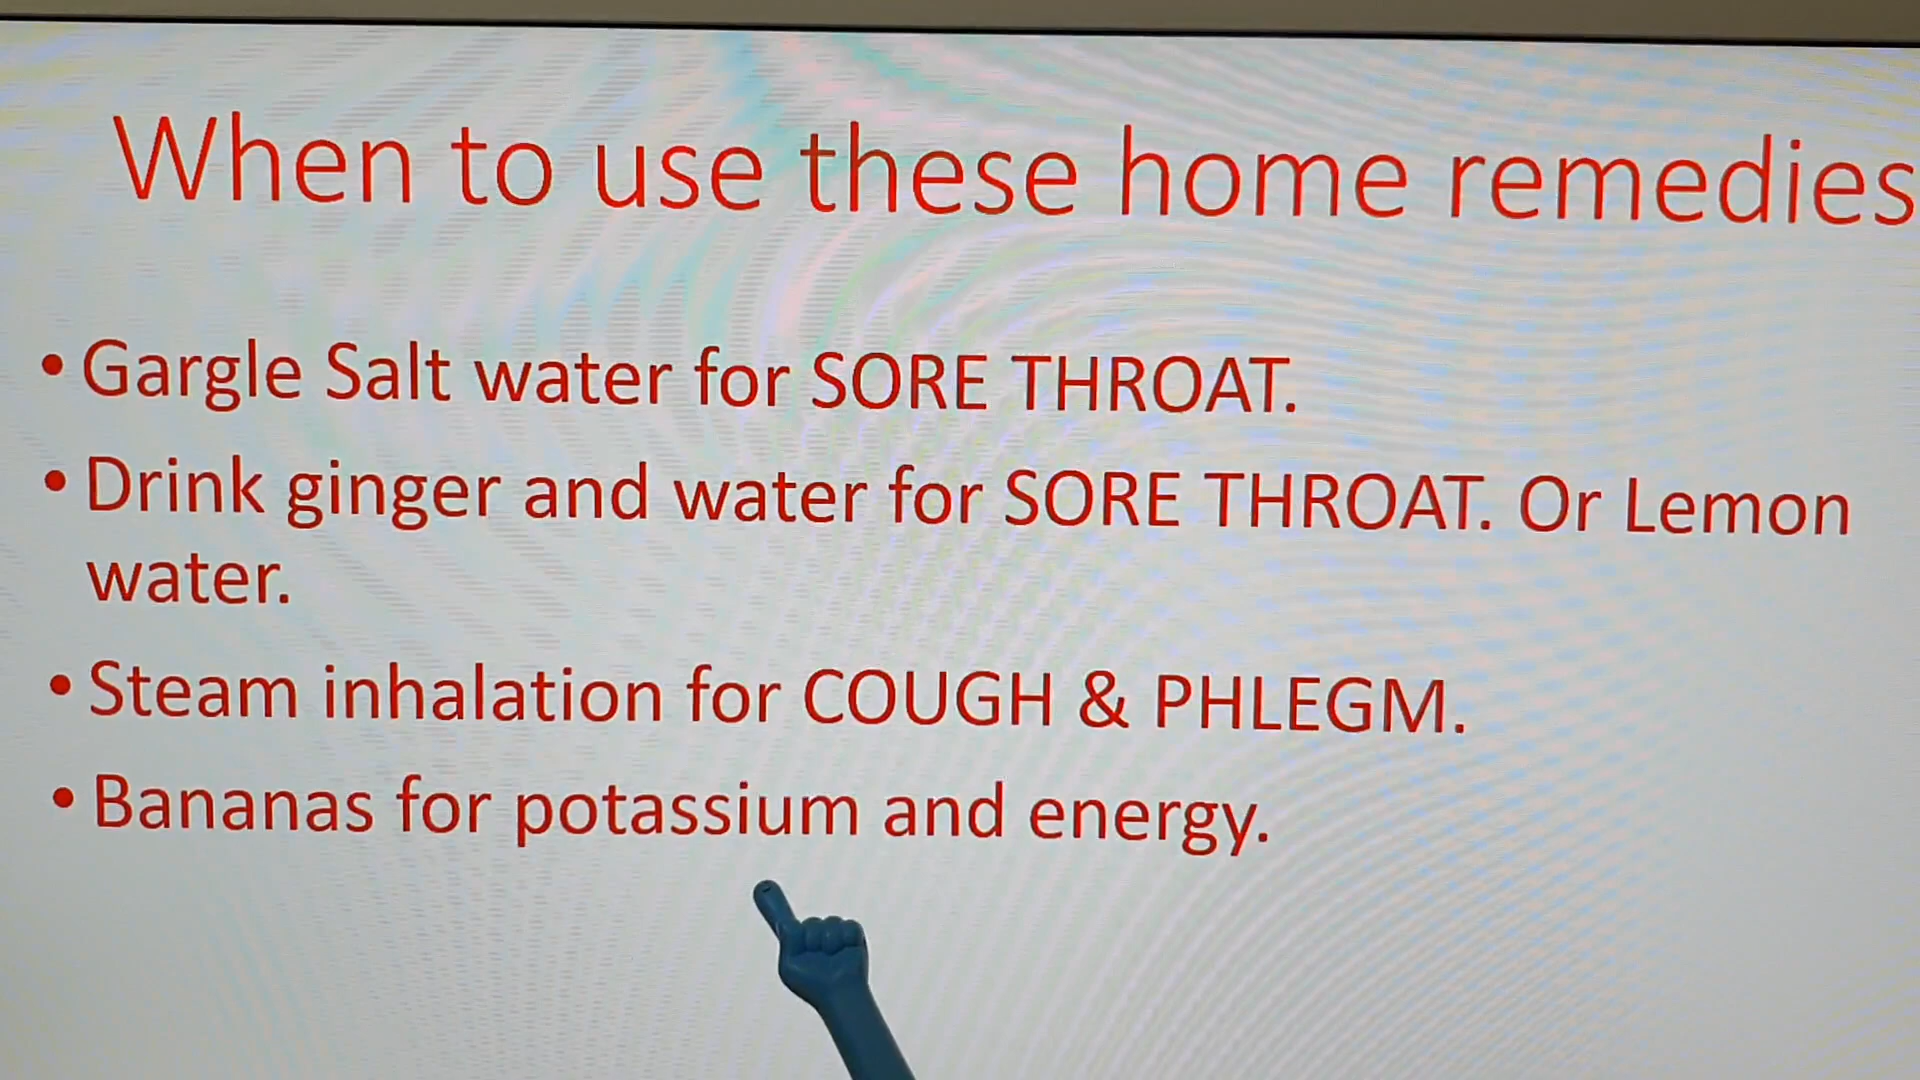 When to use these home remedies
• Gargle Salt water for SORE THROAT.
• Drink ginger and water for SORE THROAT. Or Lemon
water.
• Steam inhalation for COUGH & PHLEGM.
• Bananas for potassium and energy.